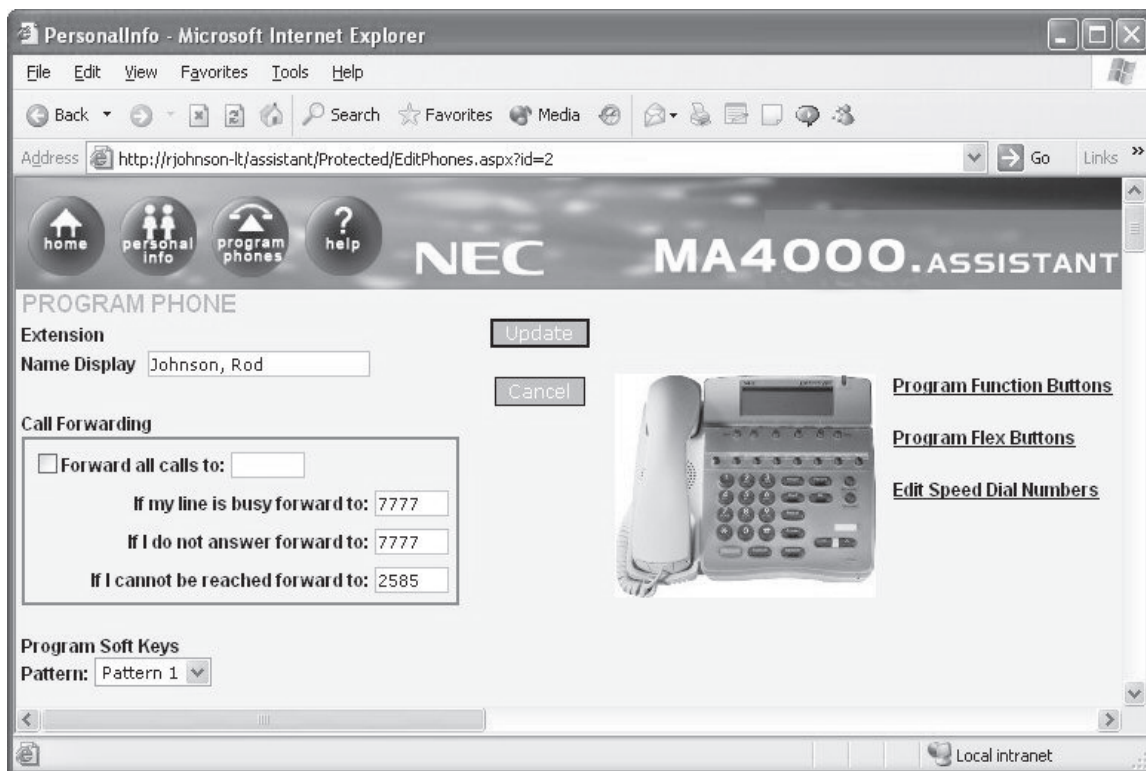 PersonalInfo - Microsoft Internet Explorer
File Edit View Favorites Tools Help
Back Search Favorites Media
Address http://rjohnson-lt/assistant/Protected/EditPhones.aspx?id=2 Go Links »
home personal info program phones ? help NEC MA4000.ASSISTANT
PROGRAM PHONE
Extension
Update
Name Display Johnson, Rod
Cancel
Program Function Buttons
Call Forwarding
Program Flex Buttons
Forward all calls to:
Edit Speed Dial Numbers
If my line is busy forward to: 7777
If I do not answer forward to: 7777
If I cannot be reached forward to: 2585
Program Soft Keys
Pattern: Pattern 1
Local intranet